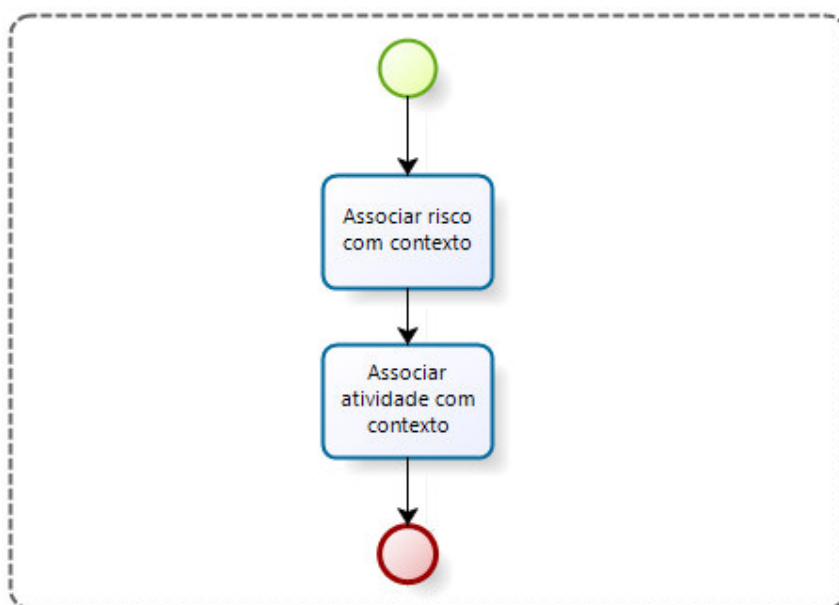 Associar risco
com contexto
Associar
atividade com
contexto